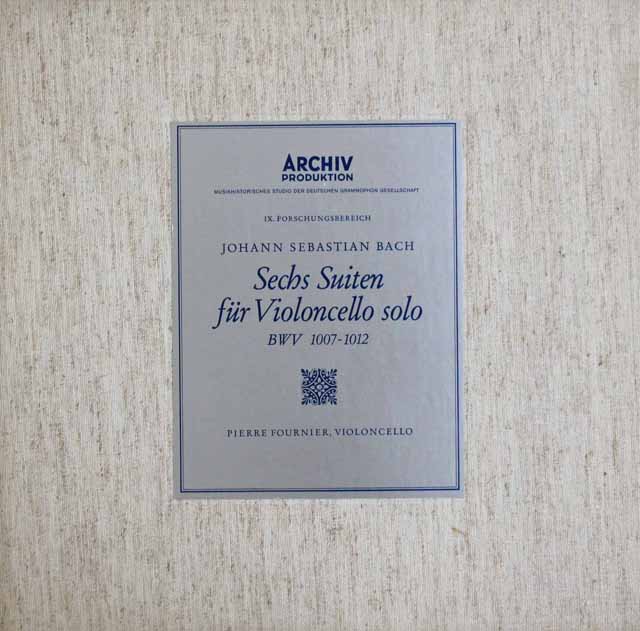 ARCHIV
PRODUKTION
MUSIKHISTORISCHES STUDIO DER DEUTSCHEN GRAMMOPHON GESELLSCHAFT
IX. FORSCHUNGSBEREICH
JOHANN SEBASTIAN BACH
Sechs Suiten
für Violoncello solo
BWV 1007-1012
PIERRE FOURNIER, VIOLONCELLO